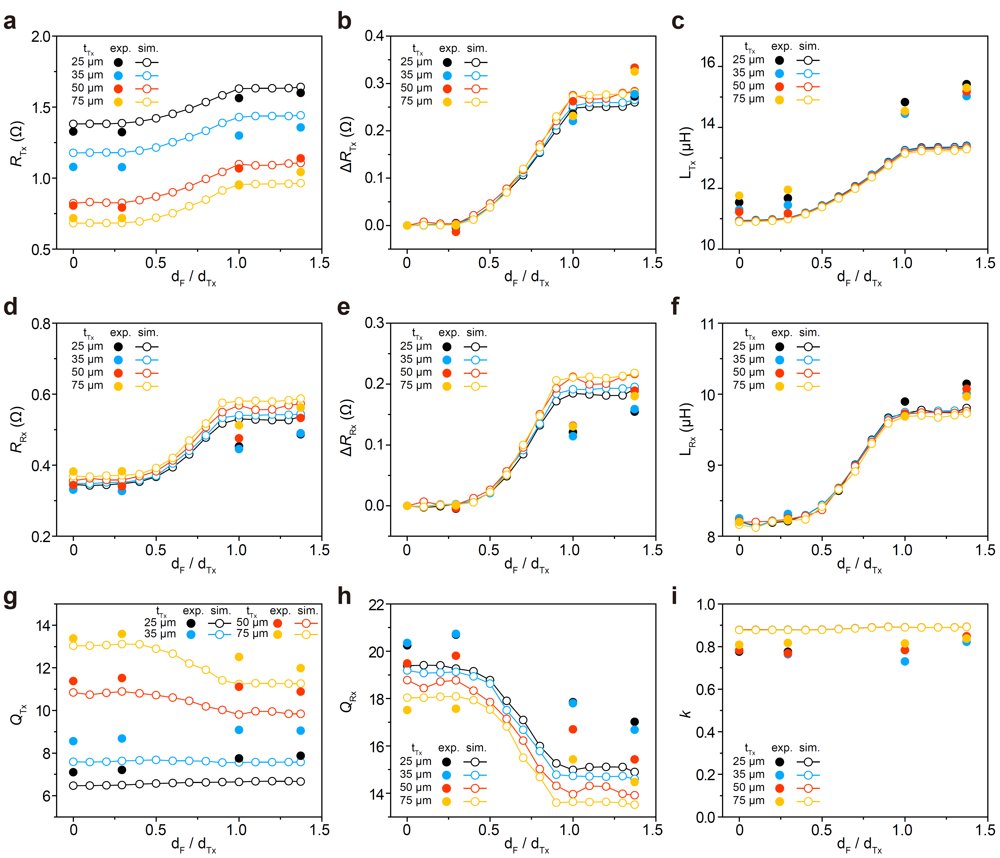 a
2.0
1.5
1.0
0.5
R_Tx (Ω)
t_Tx exp. sim.
25 µm
35 µm
50 µm
75 µm
0 0.5 1.0 1.5
d_F / d_Tx
b
0.4
0.3
0.2
0.1
0.0
ΔR_Tx (Ω)
t_Tx exp. sim.
25 µm
35 µm
50 µm
75 µm
0 0.5 1.0 1.5
d_F / d_Tx
c
16
14
12
10
L_Tx (µH)
t_Tx exp. sim.
25 µm
35 µm
50 µm
75 µm
0 0.5 1.0 1.5
d_F / d_Tx
d
0.8
0.6
0.4
0.2
R_Rx (Ω)
t_Tx exp. sim.
25 µm
35 µm
50 µm
75 µm
0 0.5 1.0 1.5
d_F / d_Tx
e
0.3
0.2
0.1
0.0
ΔR_Rx (Ω)
t_Tx exp. sim.
25 µm
35 µm
50 µm
75 µm
0 0.5 1.0 1.5
d_F / d_Tx
f
11
10
9
8
L_Rx (µH)
t_Tx exp. sim.
25 µm
35 µm
50 µm
75 µm
0 0.5 1.0 1.5
d_F / d_Tx
g
14
12
10
8
6
Q_Tx
t_Tx exp. sim. t_Tx exp. sim.
25 µm 50 µm
35 µm 75 µm
0 0.5 1.0 1.5
d_F / d_Tx
h
22
20
18
16
14
Q_Rx
t_Tx exp. sim.
25 µm
35 µm
50 µm
75 µm
0 0.5 1.0 1.5
d_F / d_Tx
i
1.0
0.8
0.6
0.4
0.2
0.0
k
t_Tx exp. sim.
25 µm
35 µm
50 µm
75 µm
0 0.5 1.0 1.5
d_F / d_Tx